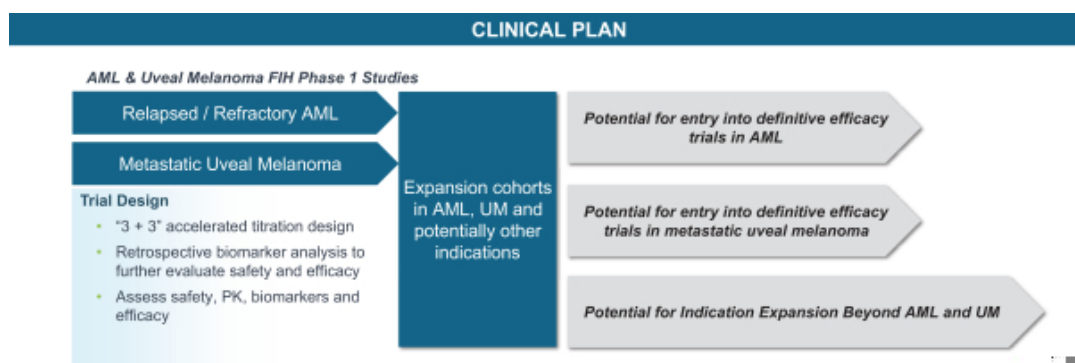 CLINICAL PLAN
AML & Uveal Melanoma FIH Phase 1 Studies
Relapsed / Refractory AML
Metastatic Uveal Melanoma
Trial Design
• "3 + 3" accelerated titration design
• Retrospective biomarker analysis to
further evaluate safety and efficacy
• Assess safety, PK, biomarkers and
efficacy
Expansion cohorts
in AML, UM and
potentially other
indications
Potential for entry into definitive efficacy
trials in AML
Potential for entry into definitive efficacy
trials in metastatic uveal melanoma
Potential for Indication Expansion Beyond AML and UM